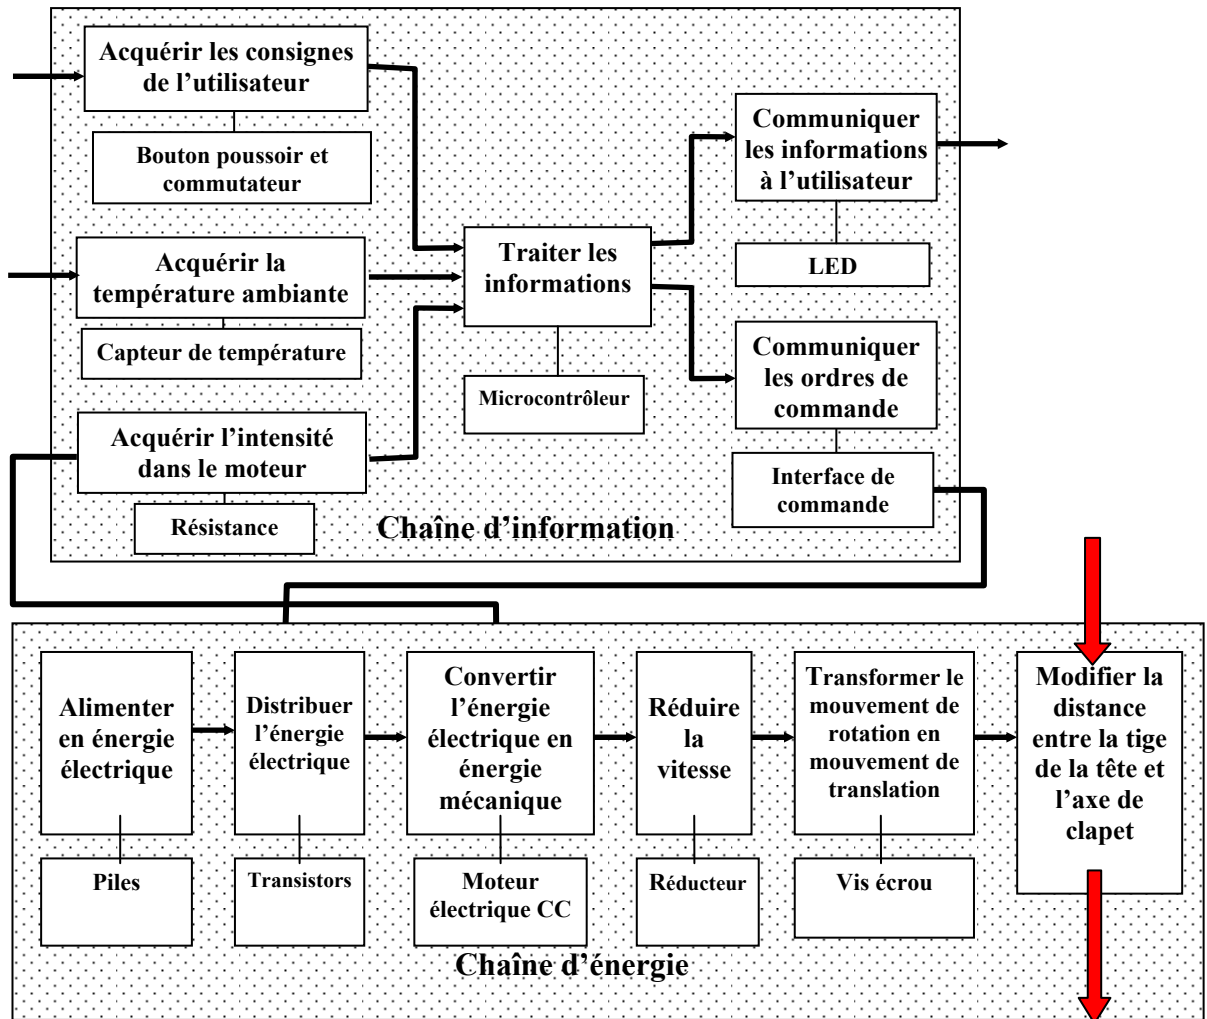 Acquérir les consignes
de l’utilisateur
Bouton poussoir et
commutateur
Acquérir la
température ambiante
Capteur de température
Acquérir l’intensité
dans le moteur
Résistance
Traiter les
informations
Microcontrôleur
Communiquer
les informations
à l’utilisateur
LED
Communiquer
les ordres de
commande
Interface de
commande
Chaîne d’information
Alimenter
en énergie
électrique
Piles
Distribuer
l’énergie
électrique
Transistors
Convertir
l’énergie
électrique en
énergie
mécanique
Moteur
électrique CC
Réduire
la
vitesse
Réducteur
Transformer le
mouvement de
rotation en
mouvement de
translation
Vis écrou
Modifier la
distance
entre la tige
de la tête et
l’axe de
clapet
Chaîne d’énergie